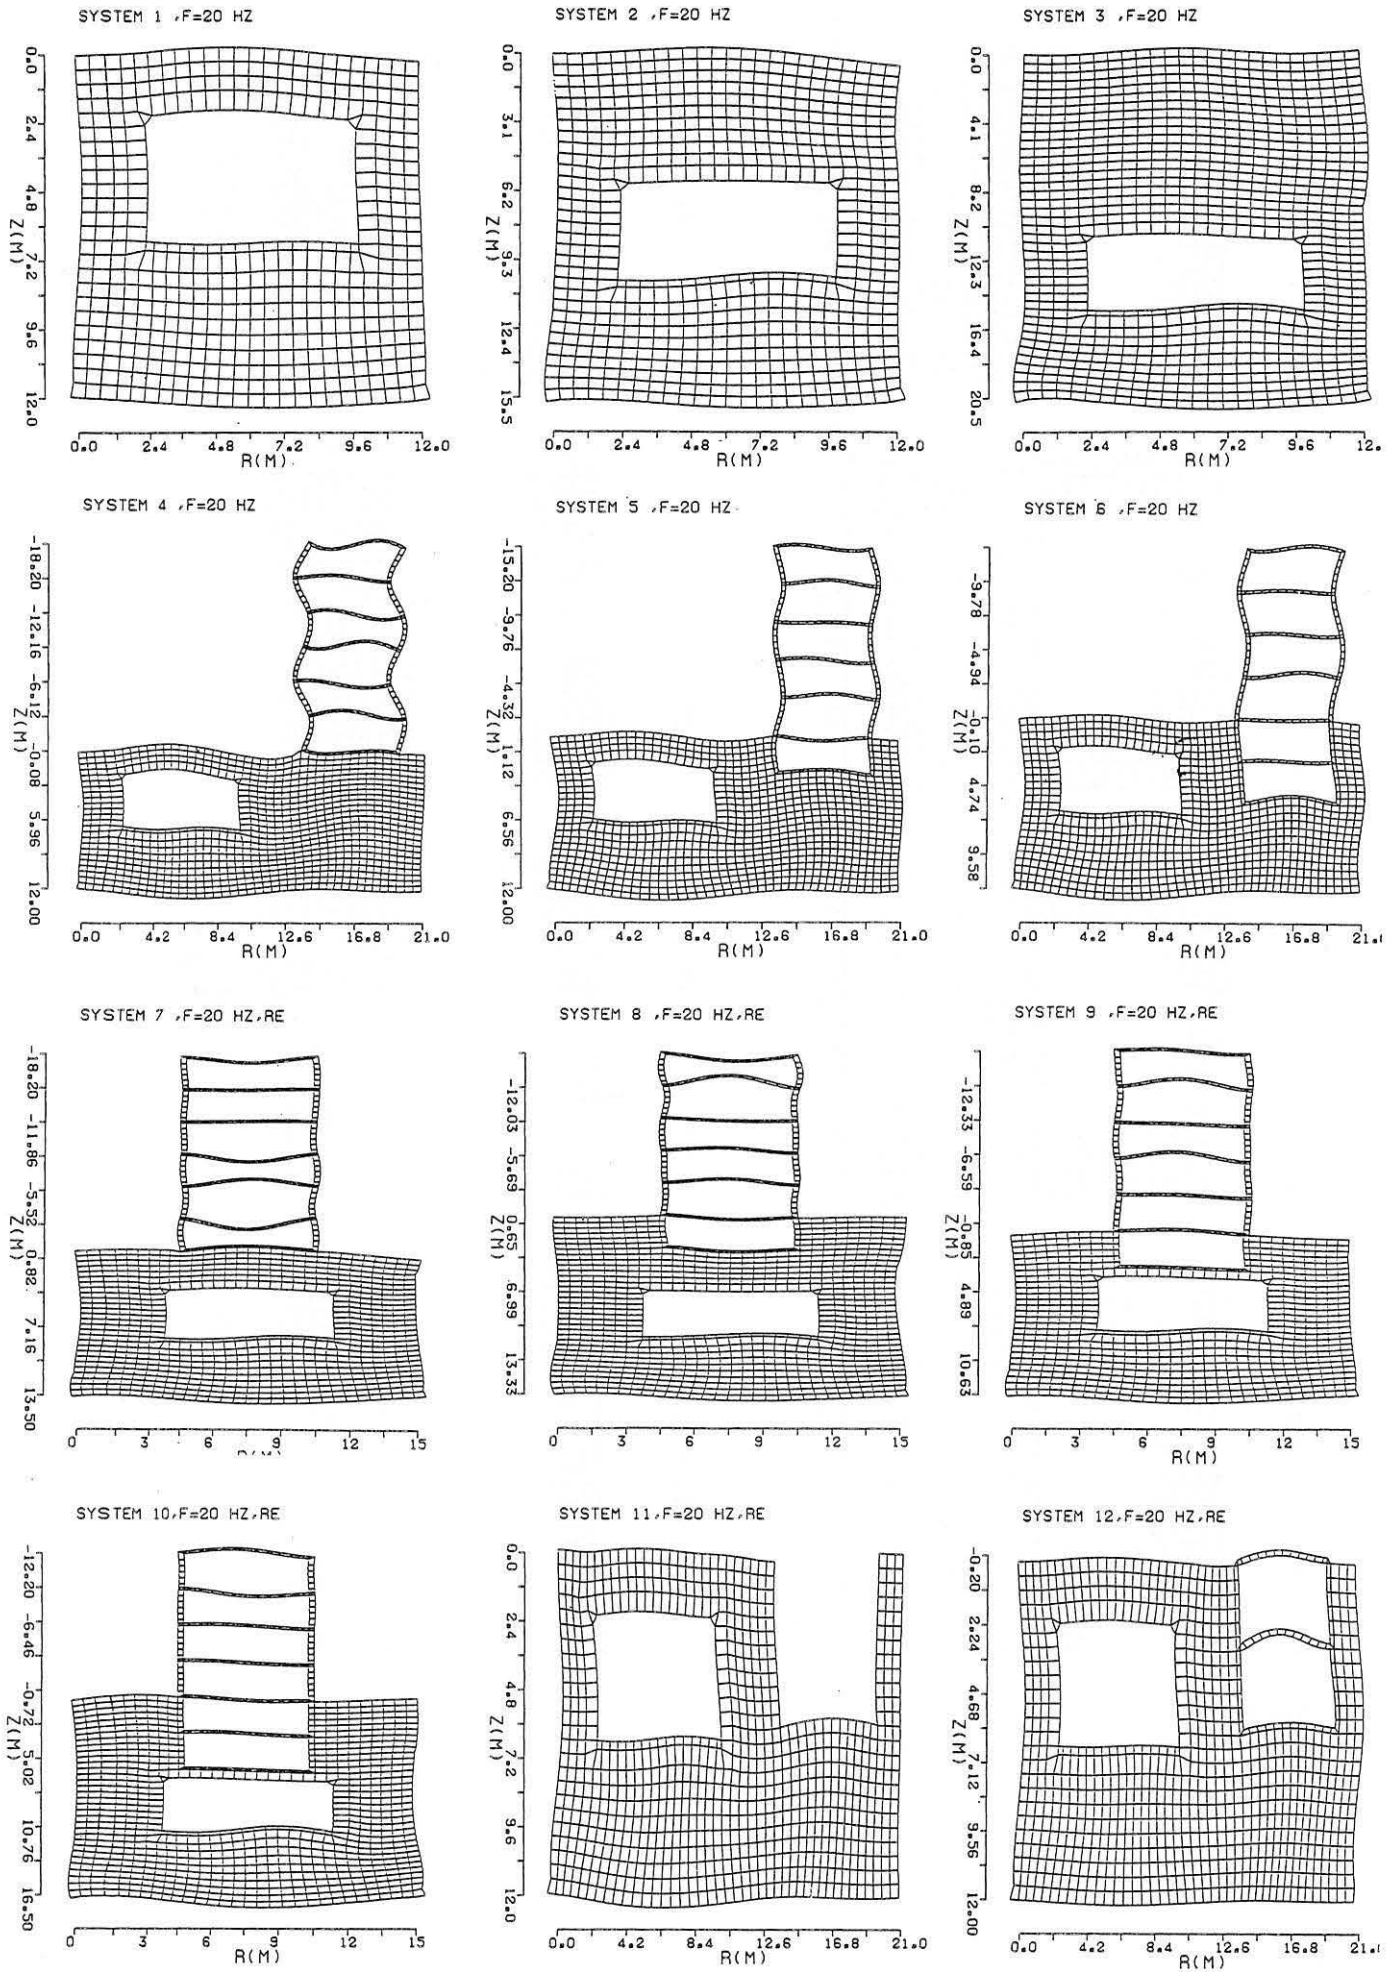 SYSTEM 1 ,F=20 HZ
0.0 2.4 4.8 7.2 9.6 12.0
Z(M)
0.0 2.4 4.8 7.2 9.6 12.0
R(M)
SYSTEM 2 ,F=20 HZ
0.0 3.1 6.2 9.3 12.4 15.5
Z(M)
0.0 2.4 4.8 7.2 9.6 12.0
R(M)
SYSTEM 3 ,F=20 HZ
0.0 4.1 8.2 12.3 16.4 20.5
Z(M)
0.0 2.4 4.8 7.2 9.6 12.
R(M)
SYSTEM 4 ,F=20 HZ
-18.20 -12.16 -6.12 -0.08 5.96 12.00
Z(M)
0.0 4.2 8.4 12.6 16.8 21.0
R(M)
SYSTEM 5 ,F=20 HZ
-15.20 -9.76 -4.32 1.12 6.56 12.00
Z(M)
0.0 4.2 8.4 12.6 16.8 21.0
R(M)
SYSTEM 6 ,F=20 HZ
-9.78 -4.94 -0.10 4.74 9.58
Z(M)
0.0 4.2 8.4 12.6 16.8 21.
R(M)
SYSTEM 7 ,F=20 HZ,RE
-18.20 -11.86 -5.52 0.82 7.16 13.50
Z(M)
0 3 6 9 12 15
R(M)
SYSTEM 8 ,F=20 HZ,RE
-12.03 -5.69 0.65 6.99 13.33
Z(M)
0 3 6 9 12 15
R(M)
SYSTEM 9 ,F=20 HZ,RE
-12.33 -6.59 -0.85 4.89 10.63
Z(M)
0 3 6 9 12 15
R(M)
SYSTEM 10,F=20 HZ,RE
-12.20 -6.46 -0.72 5.02 10.76 16.50
Z(M)
0 3 6 9 12 15
R(M)
SYSTEM 11,F=20 HZ,RE
0.0 2.4 4.8 7.2 9.6 12.0
Z(M)
0.0 4.2 8.4 12.6 16.8 21.0
R(M)
SYSTEM 12,F=20 HZ,RE
-0.20 2.24 4.68 7.12 9.56 12.00
Z(M)
0.0 4.2 8.4 12.6 16.8 21.0
R(M)